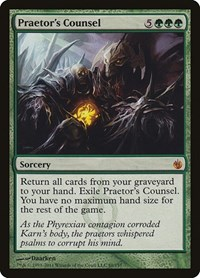 Praetor's Counsel 5
Sorcery
Return all cards from your graveyard
to your hand. Exile Praetor's Counsel.
You have no maximum hand size
for the rest of the game.
As the Phyrexian contagion corroded
Karn's body, the praetors whispered
psalms to corrupt his mind.
Daarken